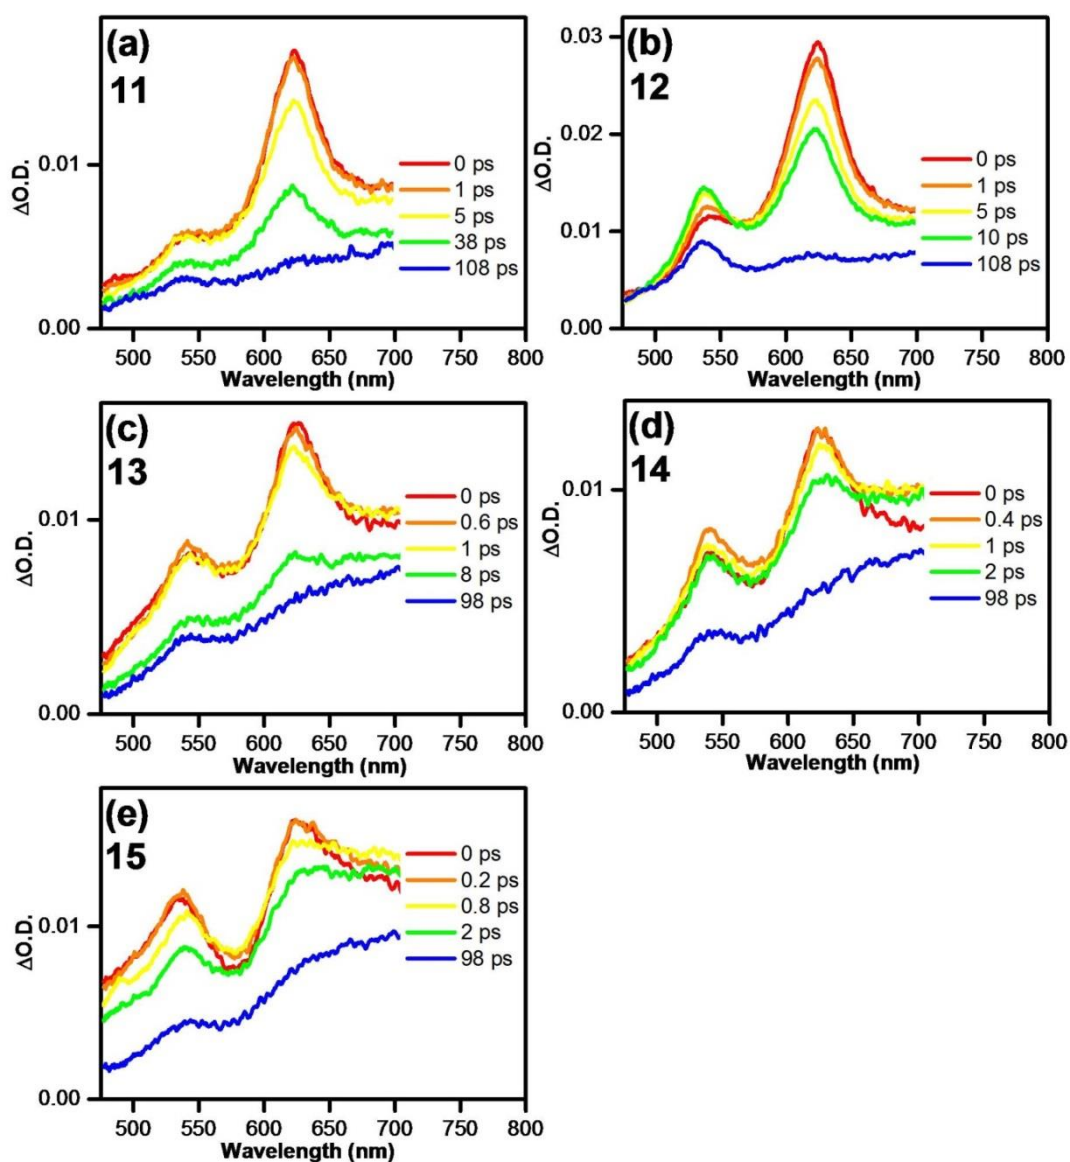 (a)
11
ΔO.D.
0.01
0.00
0 ps
1 ps
5 ps
38 ps
108 ps
500 550 600 650 700 750 800
Wavelength (nm)
(b)
12
ΔO.D.
0.03
0.02
0.01
0.00
0 ps
1 ps
5 ps
10 ps
108 ps
500 550 600 650 700 750 800
Wavelength (nm)
(c)
13
ΔO.D.
0.01
0.00
0 ps
0.6 ps
1 ps
8 ps
98 ps
500 550 600 650 700 750 800
Wavelength (nm)
(d)
14
ΔO.D.
0.01
0.00
0 ps
0.4 ps
1 ps
2 ps
98 ps
500 550 600 650 700 750 800
Wavelength (nm)
(e)
15
ΔO.D.
0.01
0.00
0 ps
0.2 ps
0.8 ps
2 ps
98 ps
500 550 600 650 700 750 800
Wavelength (nm)